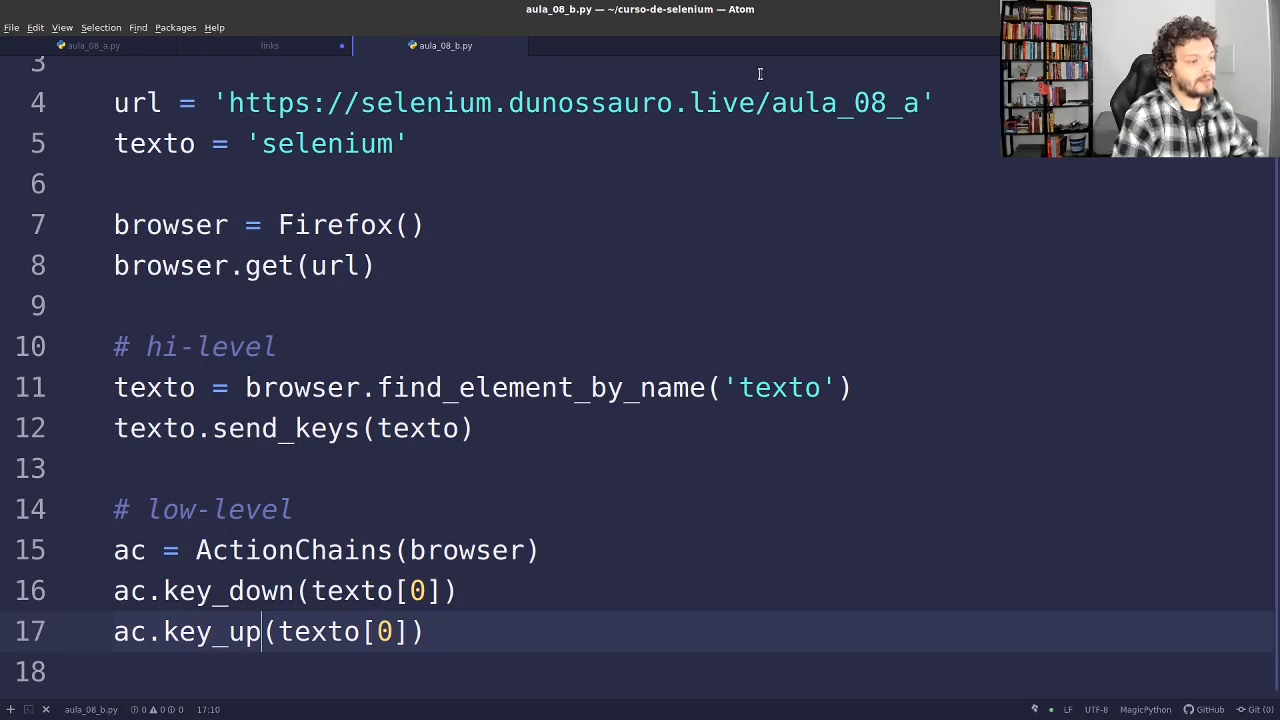 aula_08_b.py — ~/curso-de-selenium — Atom
File Edit View Selection Find Packages Help
aula_08_a.py links aula_08_b.py
3
4 url = 'https://selenium.dunossauro.live/aula_08_a'
5 texto = 'selenium'
6
7 browser = Firefox()
8 browser.get(url)
9
10 # hi-level
11 texto = browser.find_element_by_name('texto')
12 texto.send_keys(texto)
13
14 # low-level
15 ac = ActionChains(browser)
16 ac.key_down(texto[0])
17 ac.key_up(texto[0])
18
aula_08_b.py 0 0 0 17:10 LF UTF-8 MagicPython GitHub Git (0)